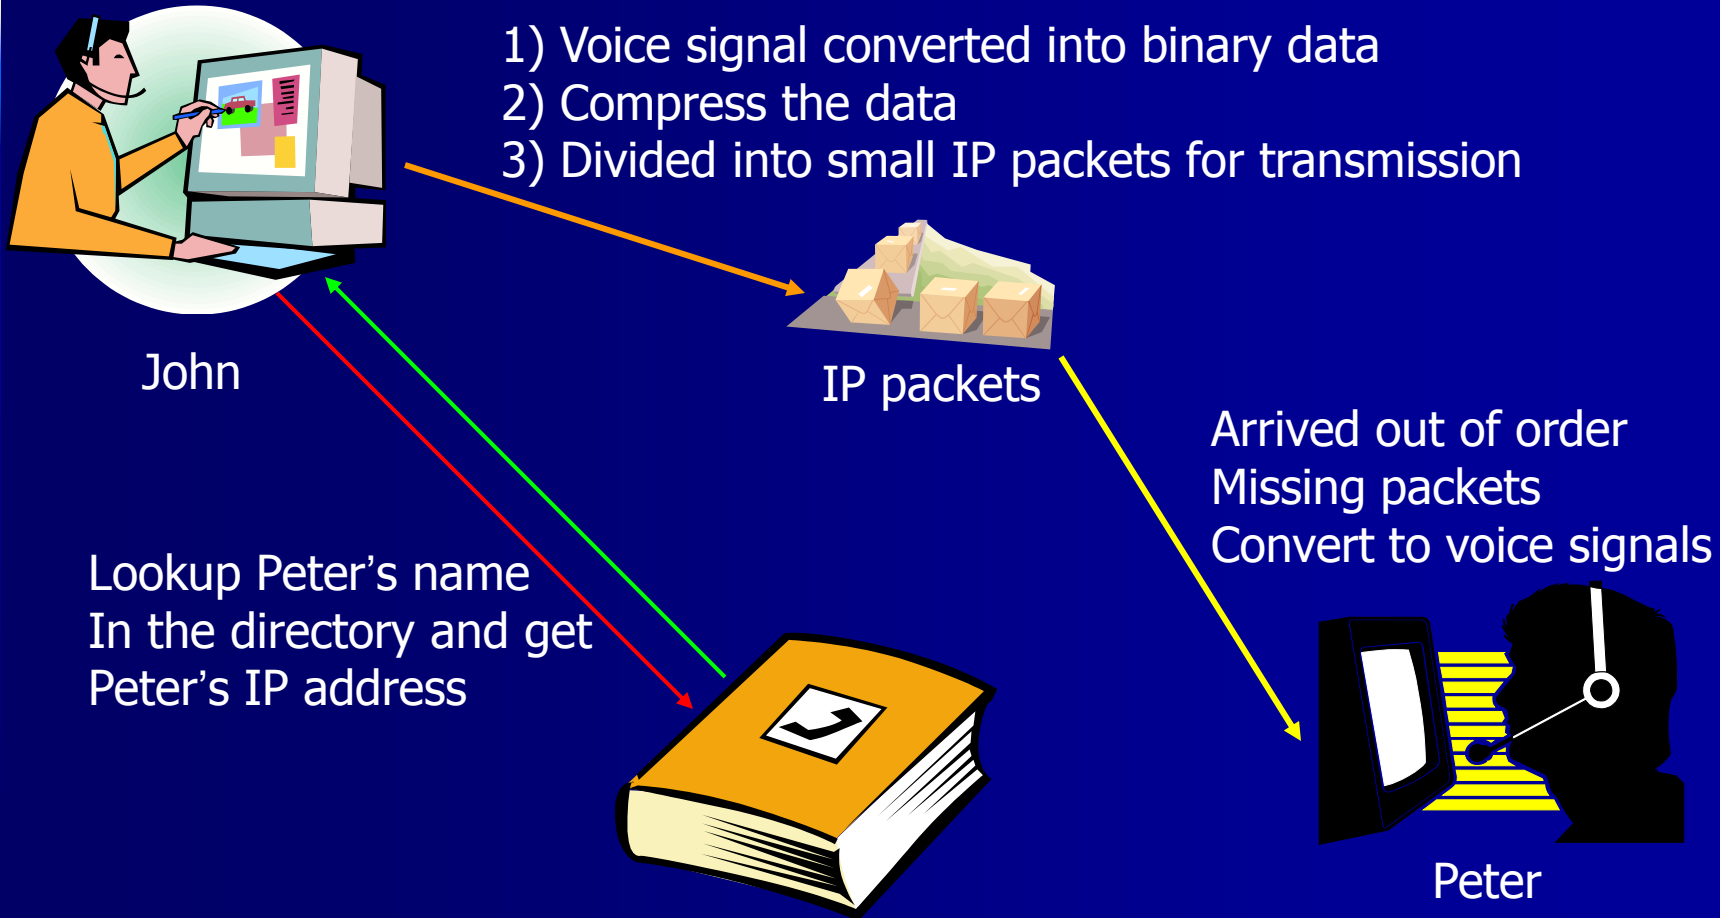 1) Voice signal converted into binary data
2) Compress the data
3) Divided into small IP packets for transmission
John
IP packets
Arrived out of order
Missing packets
Convert to voice signals
Lookup Peter’s name
In the directory and get
Peter’s IP address
Peter